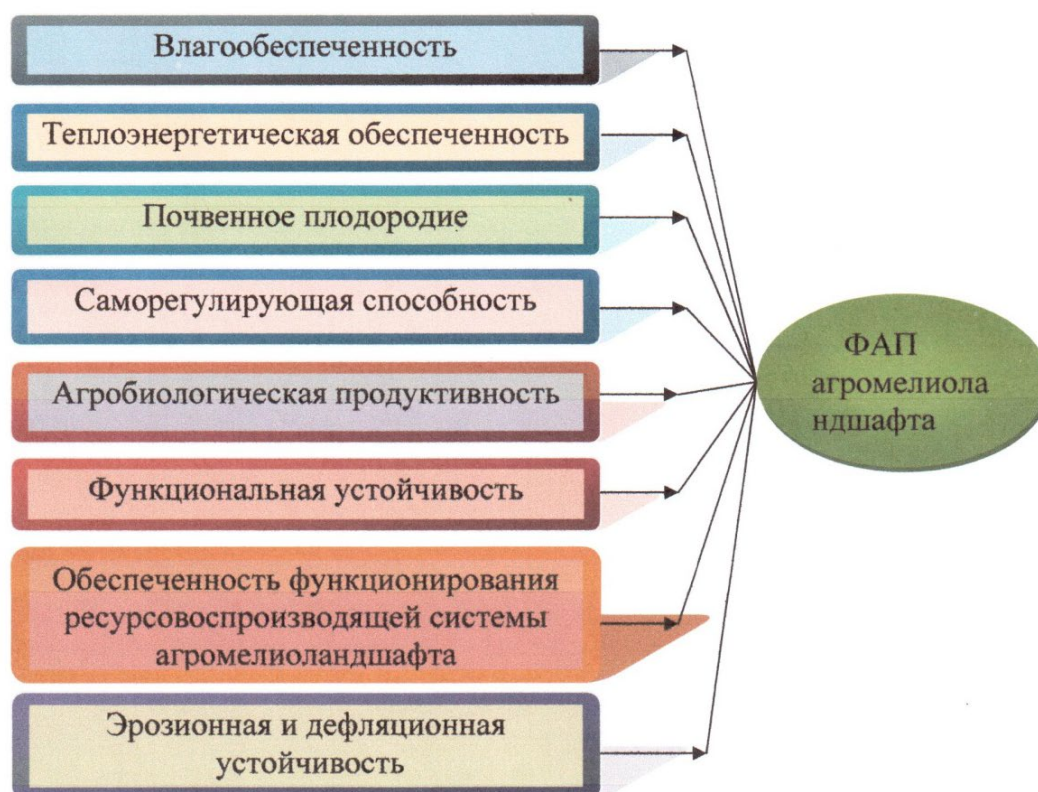 Влагообеспеченность
Теплоэнергетическая обеспеченность
Почвенное плодородие
Саморегулирующая способность
Агробиологическая продуктивность
Функциональная устойчивость
Обеспеченность функционирования
ресурсовоспроизводящей системы
агромелиоландшафта
Эрозионная и дефляционная
устойчивость
ФАП
агромелиола
ндшафта